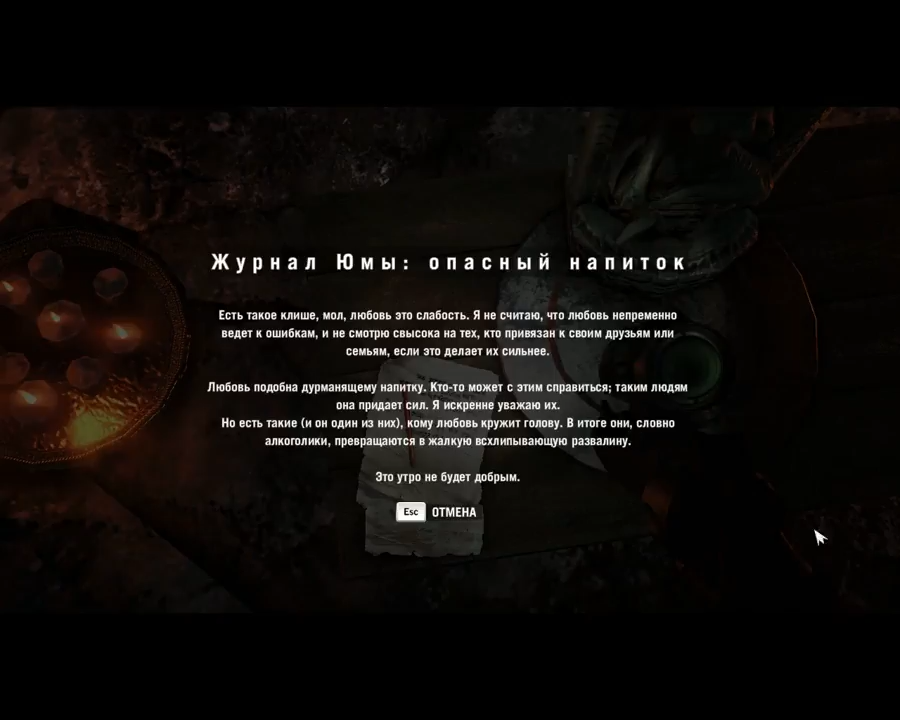 Журнал Юмы: опасный напиток
Есть такое клише, мол, любовь это слабость. Я не считаю, что любовь непременно
ведет к ошибкам, и не смотрю свысока на тех, кто привязан к своим друзьям или
семьям, если это делает их сильнее.
Любовь подобна дурманящему напитку. Кто-то может с этим справиться; таким людям
она придает сил. Я искренне уважаю их.
Но есть такие (и он один из них), кому любовь кружит голову. В итоге они, словно
алкоголики, превращаются в жалкую всхлипывающую развалину.
Это утро не будет добрым.
Esc ОТМЕНА